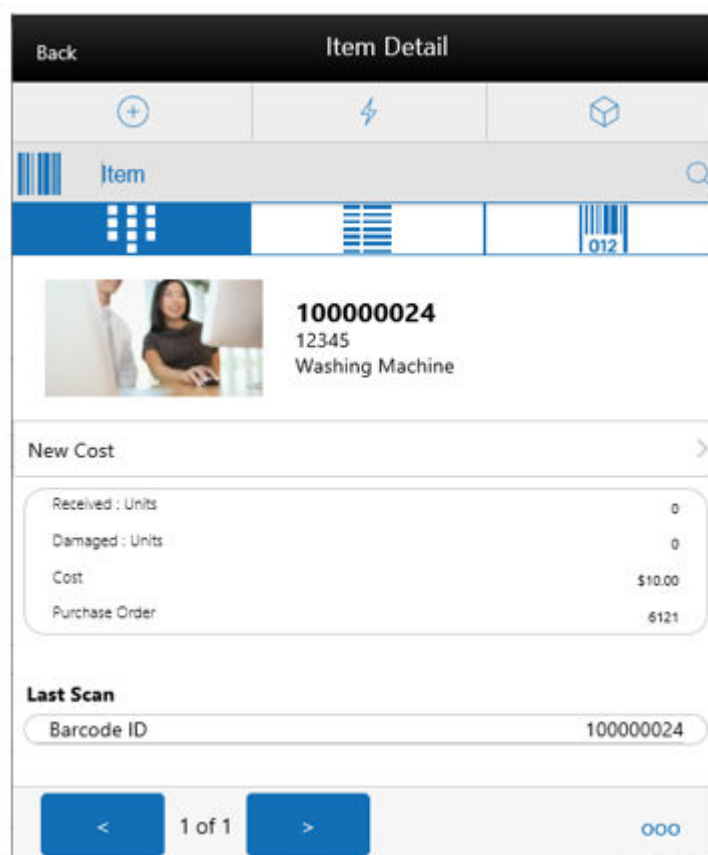 Back Item Detail
Item
012
100000024
12345
Washing Machine
New Cost
Received : Units 0
Damaged : Units 0
Cost $10.00
Purchase Order 6121
Last Scan
Barcode ID 100000024
< 1 of 1 >
ooo